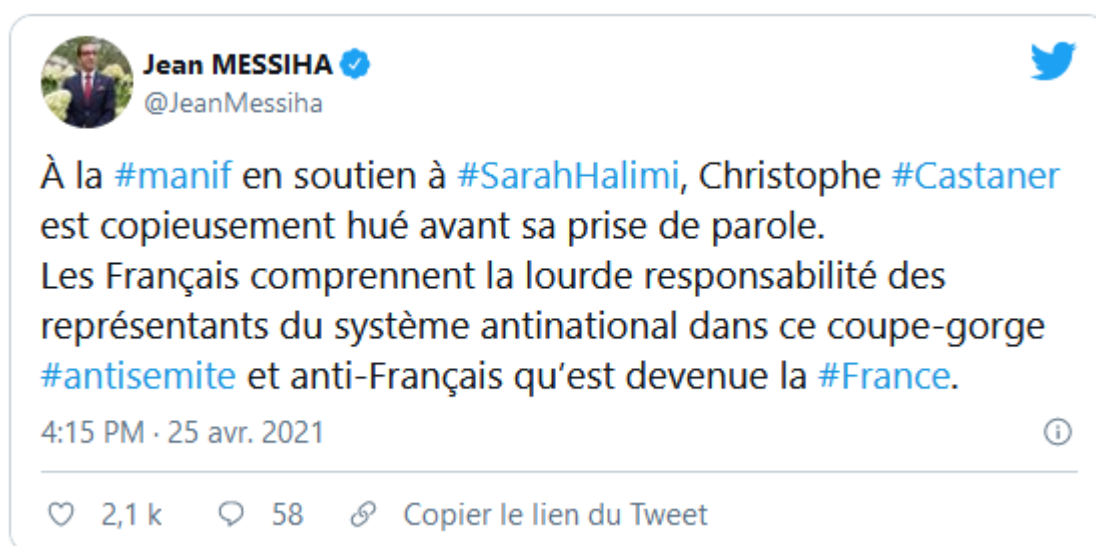 Jean MESSIHA
@JeanMessiha
À la #manif en soutien à #SarahHalimi, Christophe #Castaner
est copieusement hué avant sa prise de parole.
Les Français comprennent la lourde responsabilité des
représentants du système antinational dans ce coupe-gorge
#antisemite et anti-Français qu'est devenue la #France.
4:15 PM · 25 avr. 2021
2,1 k 58 Copier le lien du Tweet